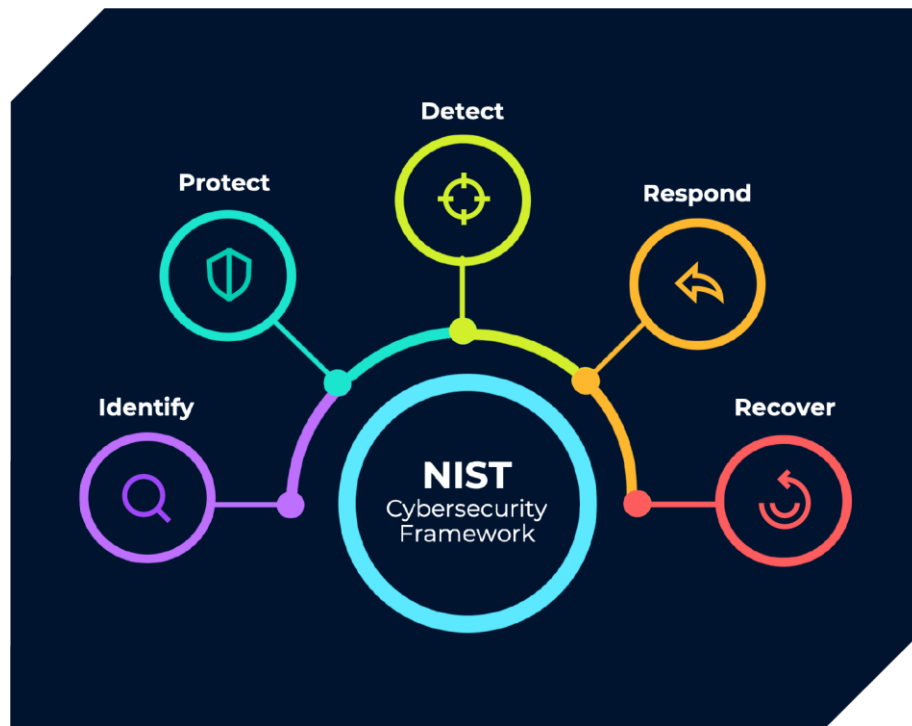 Detect
Protect
Respond
Identify
Recover
NIST
Cybersecurity
Framework